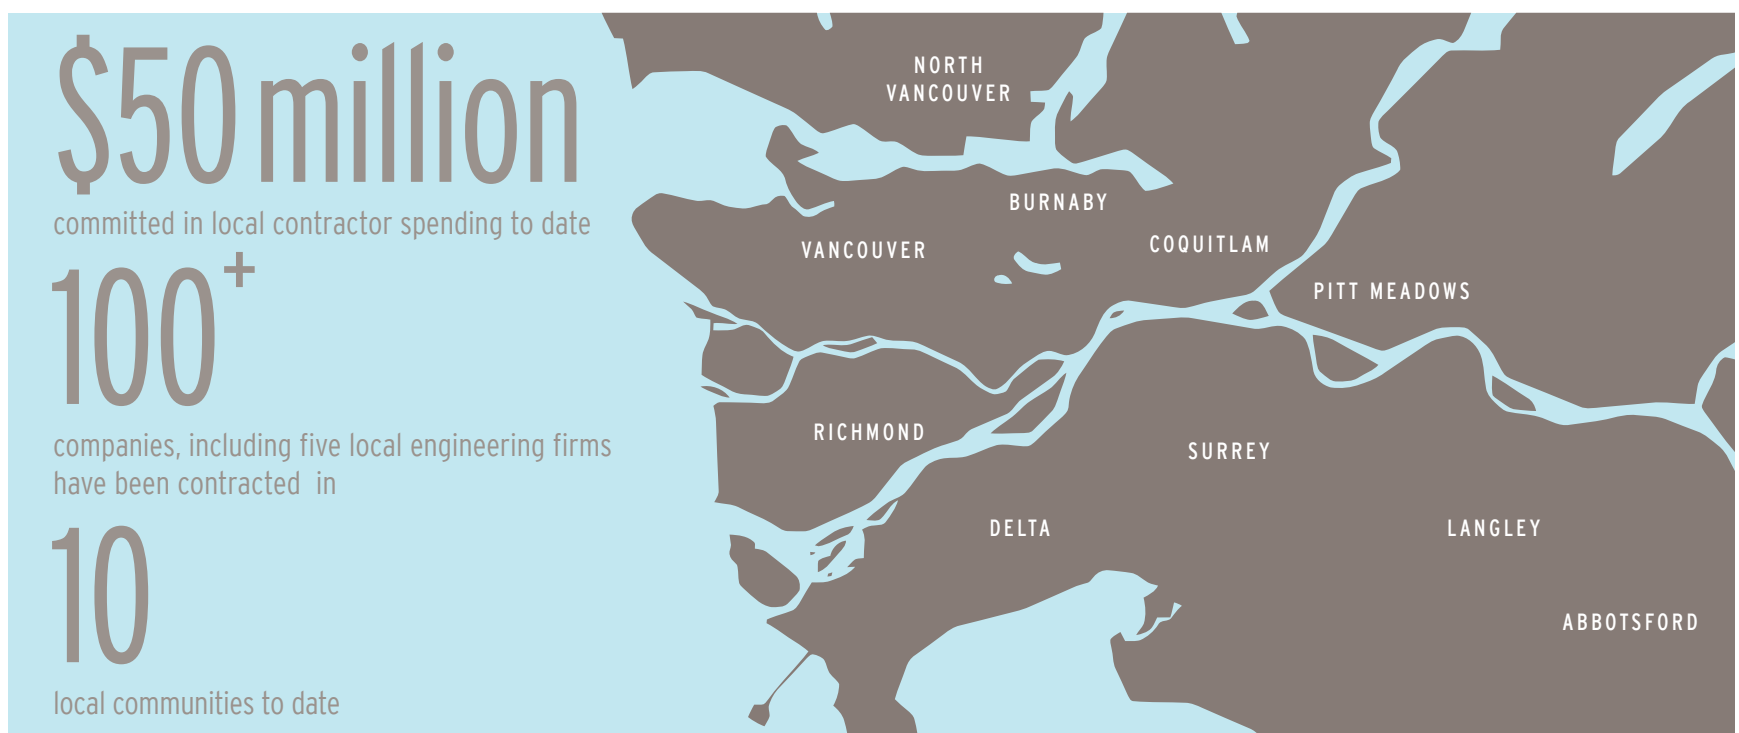 $50 million
committed in local contractor spending to date
100+
companies, including five local engineering firms
have been contracted in
10
local communities to date
NORTH
VANCOUVER
BURNABY
VANCOUVER
COQUITLAM
PITT MEADOWS
RICHMOND
SURREY
DELTA
LANGLEY
ABBOTSFORD